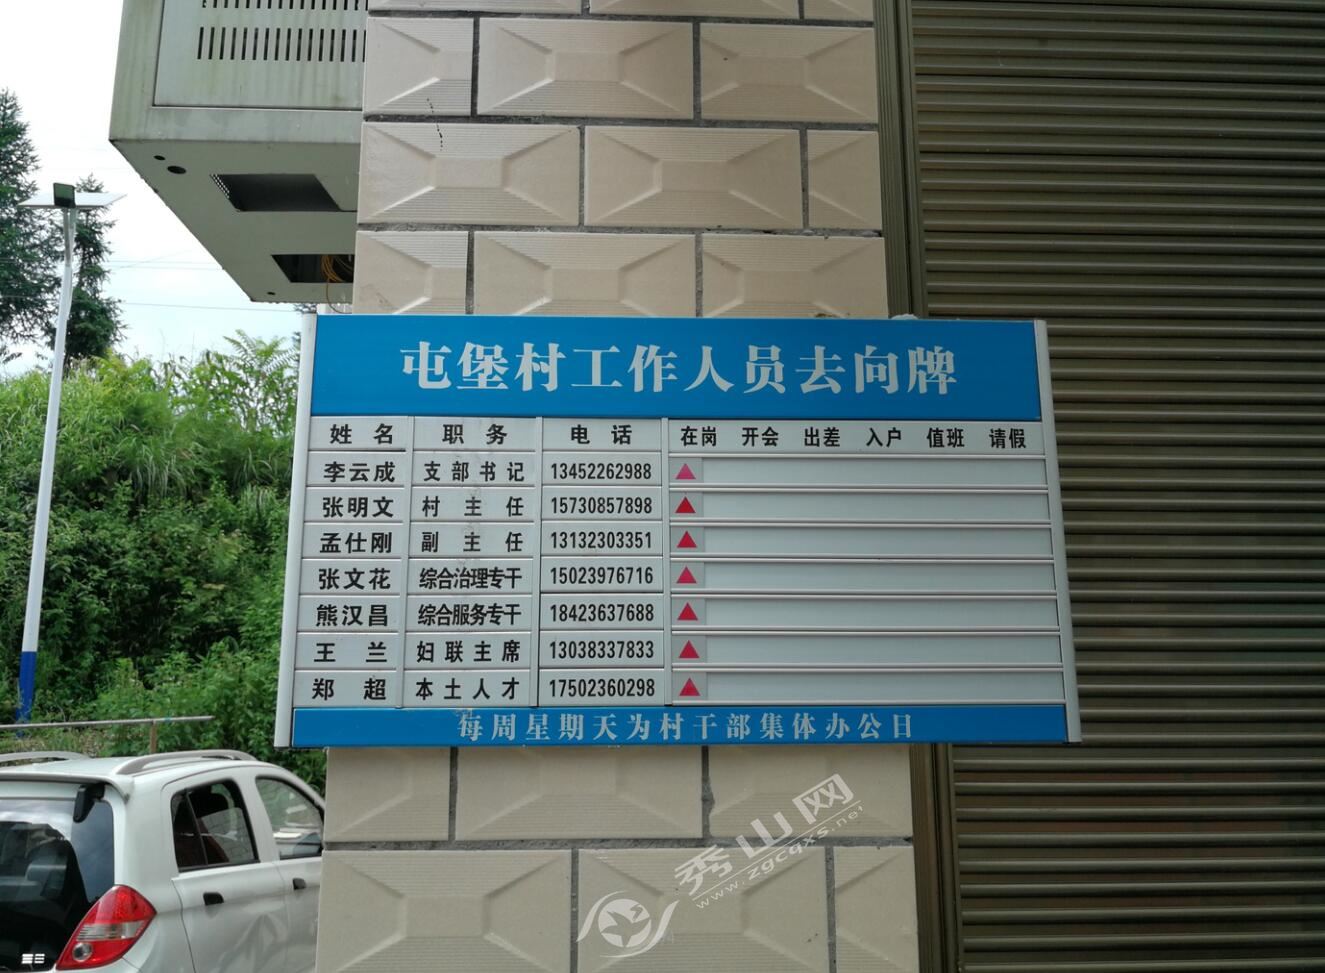 屯堡村工作人员去向牌
姓名 职务 电话 在岗 开会 出差 入户 值班 请假
李云成 支部书记 13452262988
张明文 村主任 15730857898
孟仕刚 副主任 13132303351
张文花 综合治理专干 15023976716
熊汉昌 综合服务专干 18423637688
王兰 妇联主席 13038337833
郑超 本土人才 17502360298
每周星期天为村干部集体办公日
秀山网
www.zgcqxs.net